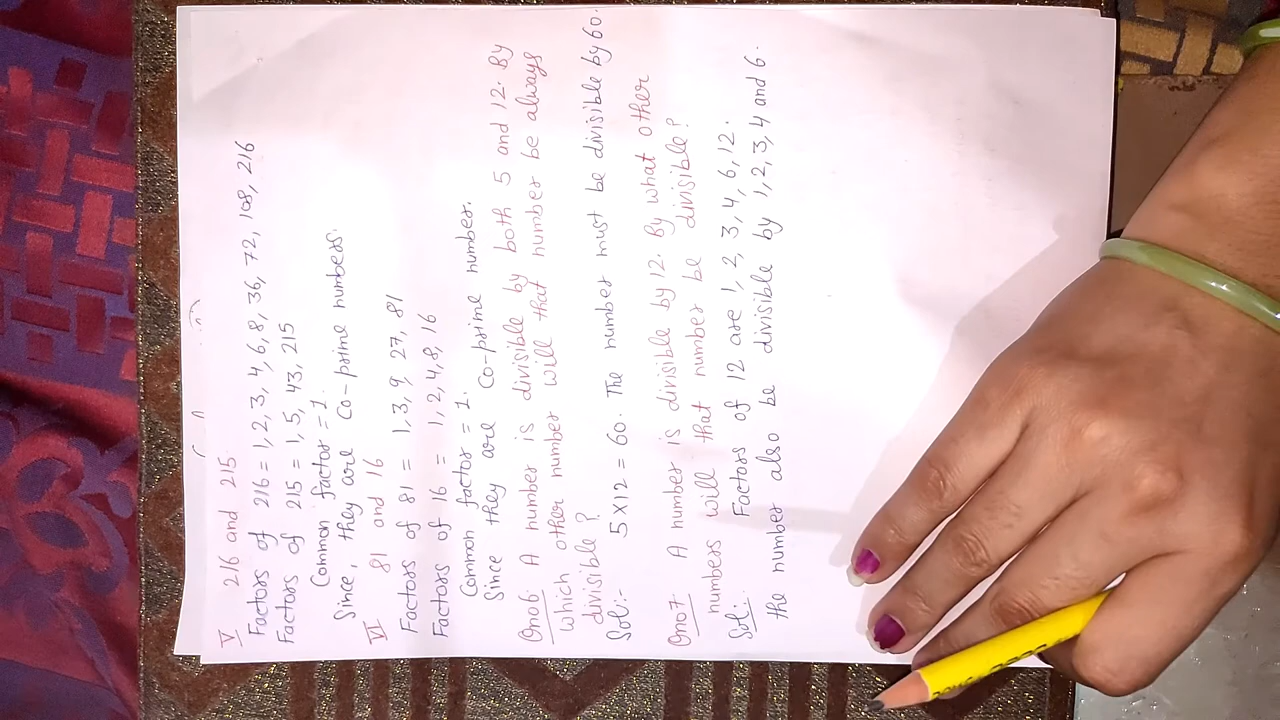 V 216 and 215
Factors of 216 = 1, 2, 3, 4, 6, 8, 36, 72, 108, 216
Factors of 215 = 1, 5, 43, 215
Common factor = 1.
Since, they are Co-prime numbers.
VI 81 and 16
Factors of 81 = 1, 3, 9, 27, 81
Factors of 16 = 1, 2, 4, 8, 16
Common factor = 1.
Since they are Co-prime number.
Qno6 A number is divisible by both 5 and 12. By
which other number will that number be always
divisible?
Sol:- 5 × 12 = 60. The number must be divisible by 60.
Qno7 A number is divisible by 12. By what other
numbers will that number be divisible?
Sol:- Factors of 12 are 1, 2, 3, 4, 6, 12.
the number also be divisible by 1, 2, 3, 4 and 6.